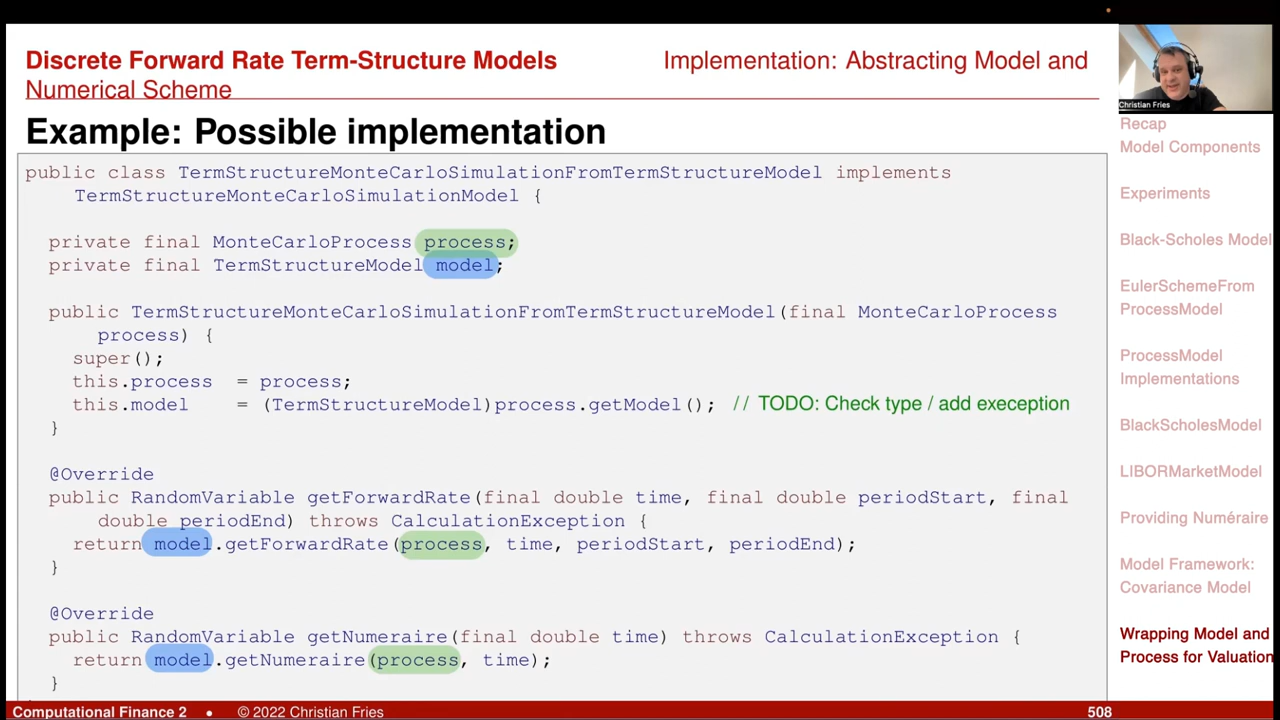 Discrete Forward Rate Term-Structure Models
Implementation: Abstracting Model and
Numerical Scheme
Example: Possible implementation
public class TermStructureMonteCarloSimulationFromTermStructureModel implements
TermStructureMonteCarloSimulationModel {
private final MonteCarloProcess process;
private final TermStructureModel model;
public TermStructureMonteCarloSimulationFromTermStructureModel(final MonteCarloProcess
process) {
super();
this.process = process;
this.model = (TermStructureModel)process.getModel(); // TODO: Check type / add exeception
}
@Override
public RandomVariable getForwardRate(final double time, final double periodStart, final
double periodEnd) throws CalculationException {
return model.getForwardRate(process, time, periodStart, periodEnd);
}
@Override
public RandomVariable getNumeraire(final double time) throws CalculationException {
return model.getNumeraire(process, time);
}
Christian Fries
Recap
Model Components
Experiments
Black-Scholes Model
EulerSchemeFrom
ProcessModel
ProcessModel
Implementations
BlackScholesModel
LIBORMarketModel
Providing Numéraire
Model Framework:
Covariance Model
Wrapping Model and
Process for Valuation
Computational Finance 2 • © 2022 Christian Fries
508